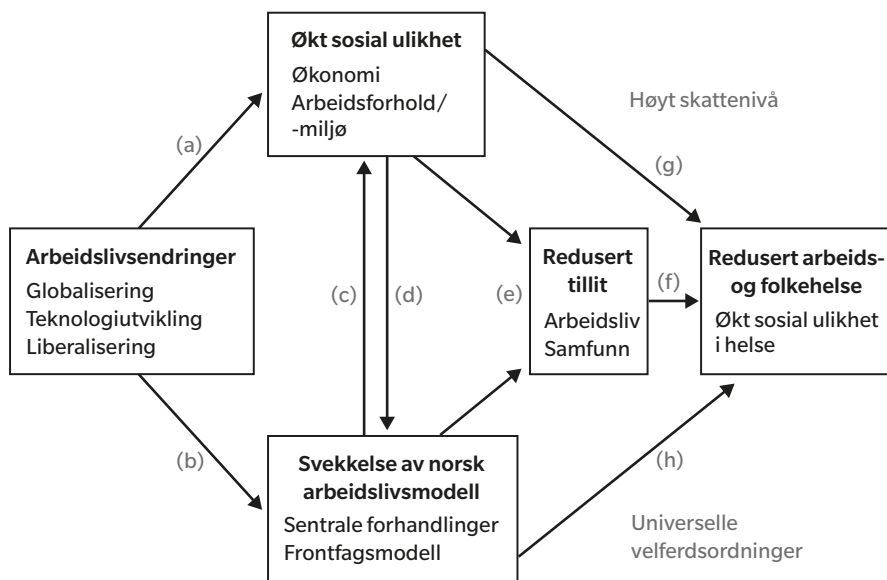 Økt sosial ulikhet
Økonomi
Arbeidsforhold/
-miljø
Høyt skattenivå
(a)
(g)
Arbeidslivsendringer
Globalisering
Teknologiutvikling
Liberalisering
(c)
(d)
(e)
Redusert
tillit
Arbeidsliv
Samfunn
(f)
Redusert arbeids-
og folkehelse
Økt sosial ulikhet
i helse
(b)
Svekkelse av norsk
arbeidslivsmodell
Sentrale forhandlinger
Frontfagsmodell
(h)
Universelle
velferdsordninger